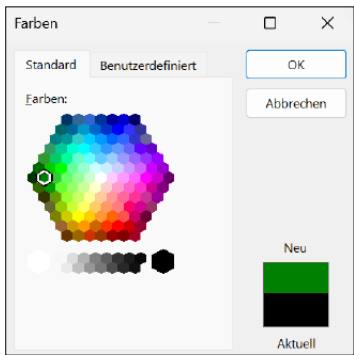 Farben
Standard
Benutzerdefiniert
OK
Abbrechen
Farben:
Neu
Aktuell